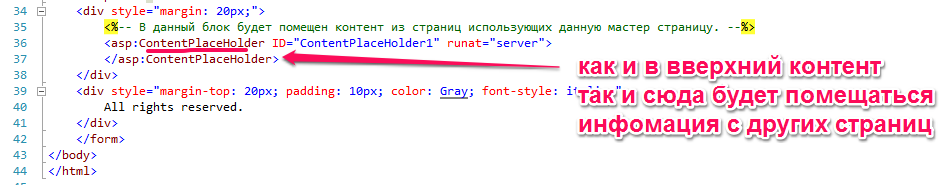 34 <div style="margin: 20px;">
35 <%-- В данный блок будет помещен контент из страниц использующих данную мастер страницу. --%>
36 <asp:ContentPlaceHolder ID="ContentPlaceHolder1" runat="server">
37 </asp:ContentPlaceHolder>
38 </div>
39 <div style="margin-top: 20px; padding: 10px; color: Gray; font-style: it
40 All rights reserved.
41 </div>
42 </form>
43 </body>
44 </html>
как и в вверхний контент
так и сюда будет помещаться
инфомация с других страниц